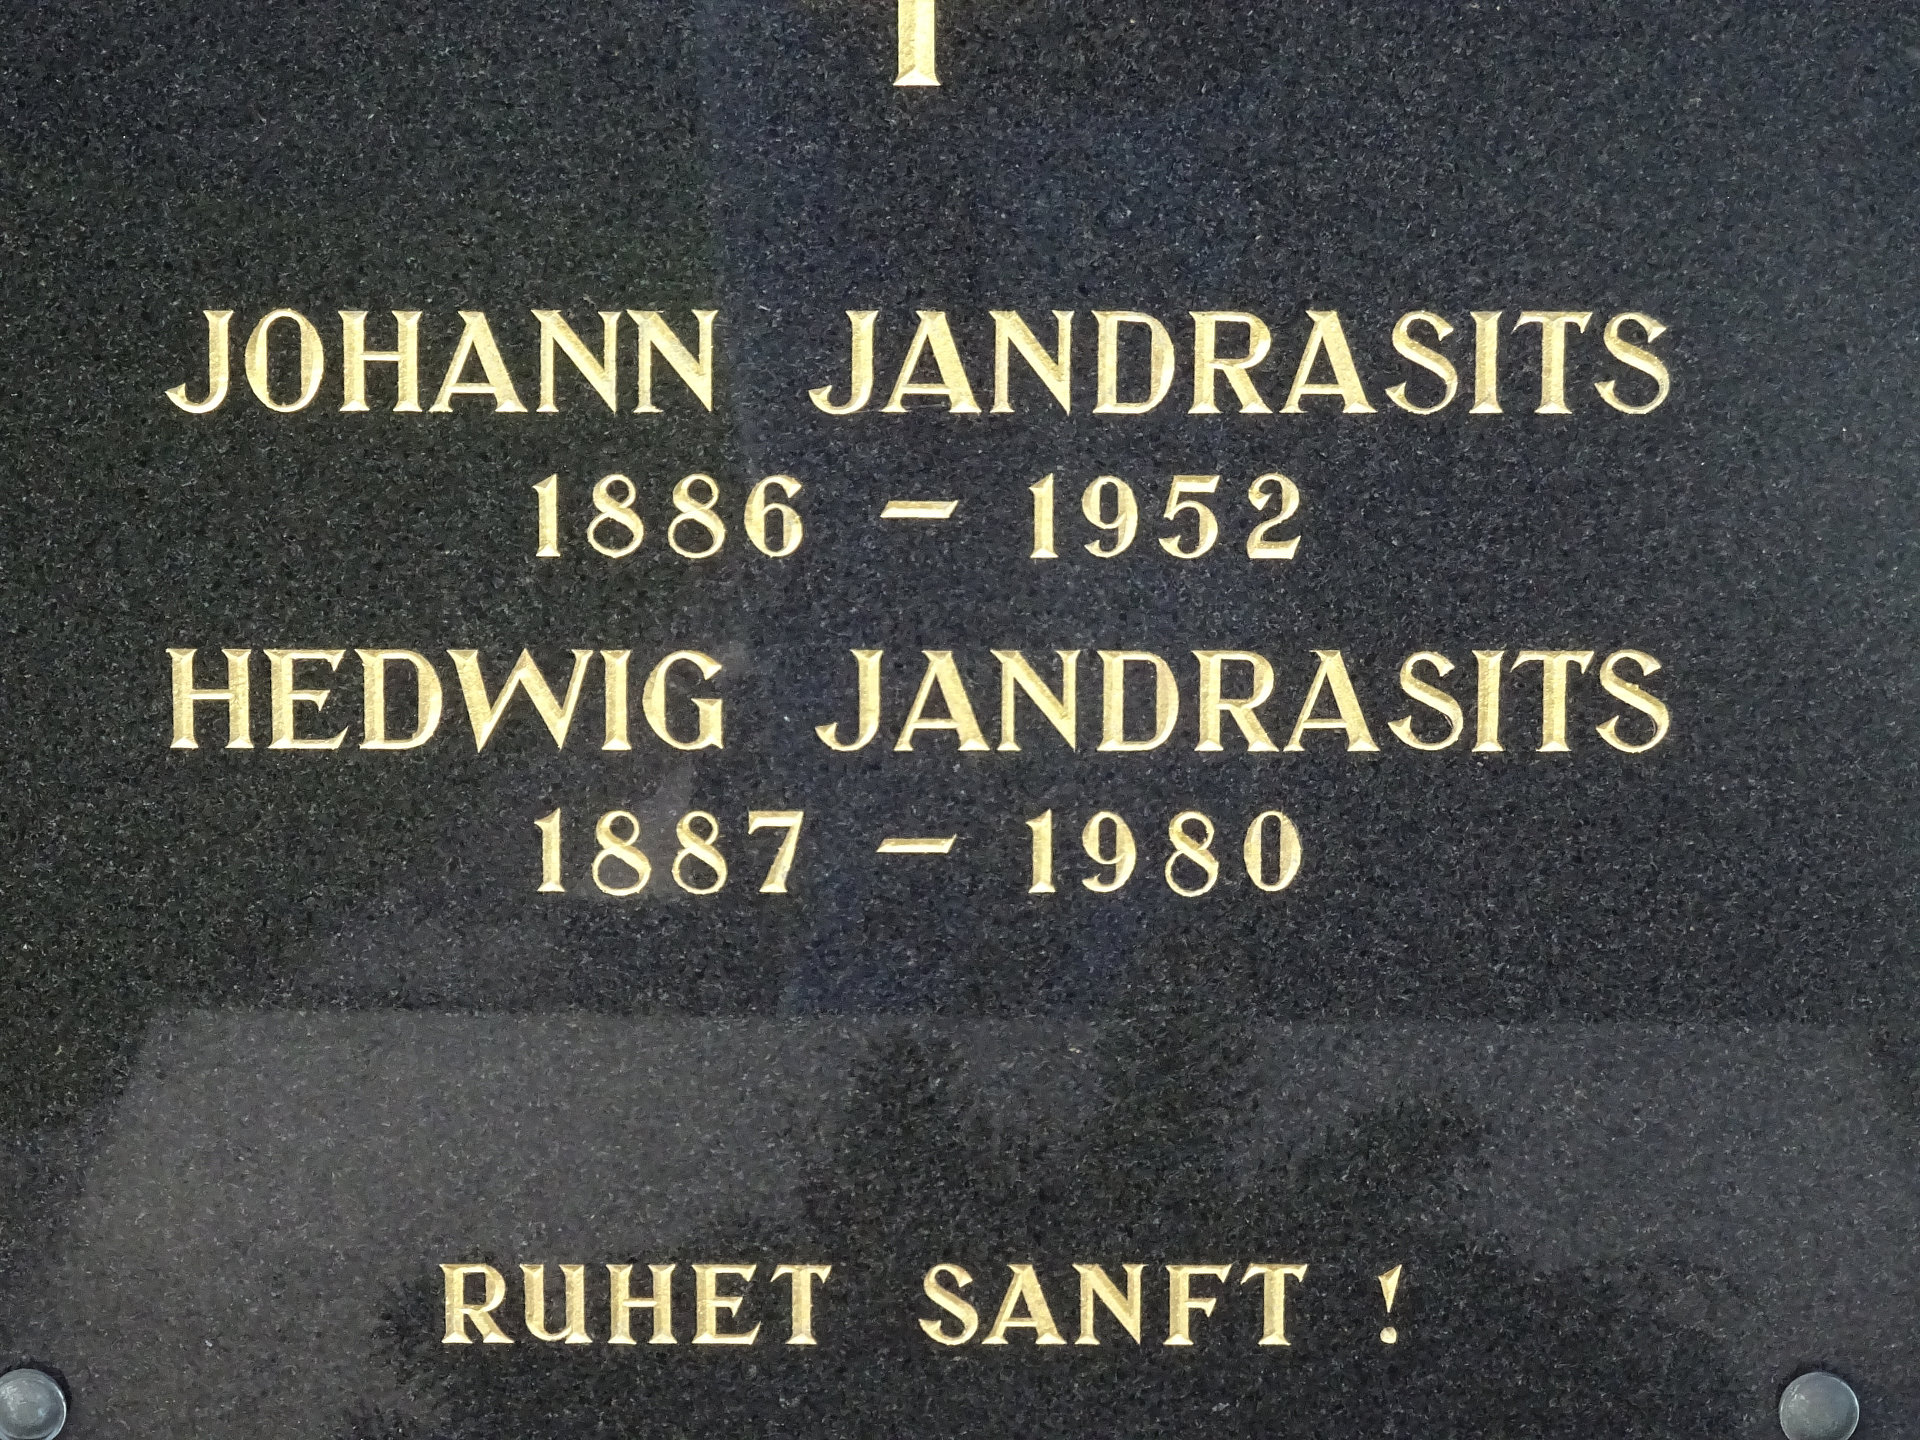 JOHANN JANDRASITS
1886 – 1952
HEDWIG JANDRASITS
1887 – 1980
RUHET SANFT !